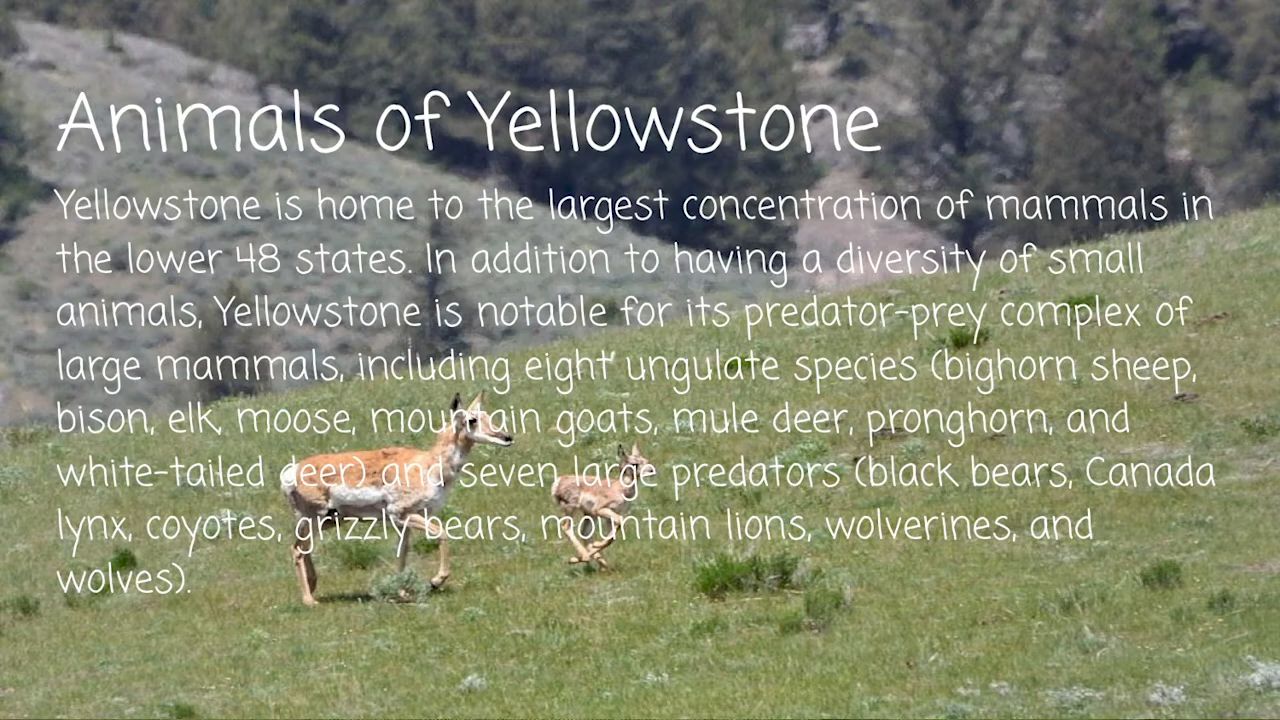 Animals of Yellowstone
Yellowstone is home to the largest concentration of mammals in
the lower 48 states. In addition to having a diversity of small
animals, Yellowstone is notable for its predator-prey complex of
large mammals, including eight ungulate species (bighorn sheep,
bison, elk, moose, mountain goats, mule deer, pronghorn, and
white-tailed deer) and seven large predators (black bears, Canada
lynx, coyotes, grizzly bears, mountain lions, wolverines, and
wolves).